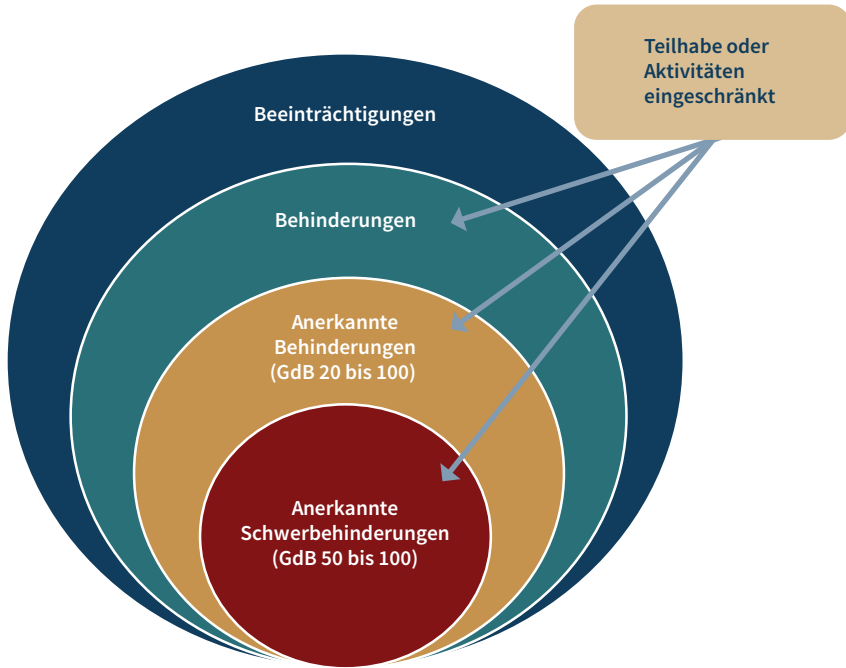 Teilhabe oder
Aktivitäten
eingeschränkt
Beeinträchtigungen
Behinderungen
Anerkannte
Behinderungen
(GdB 20 bis 100)
Anerkannte
Schwerbehinderungen
(GdB 50 bis 100)